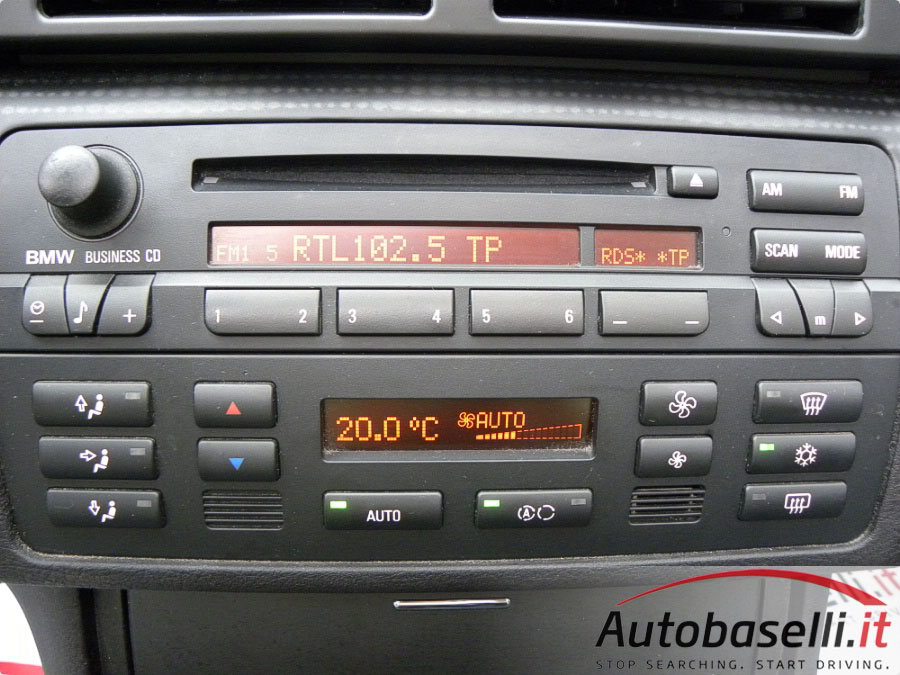 AM FM
FM1 5 RTL102.5 TP RDS* *TP
BMW BUSINESS CD
SCAN MODE
+ 1 2 3 4 5 6 m
20.0 ºC AUTO
AUTO (A)
Autobaselli.it
STOP SEARCHING. START DRIVING.